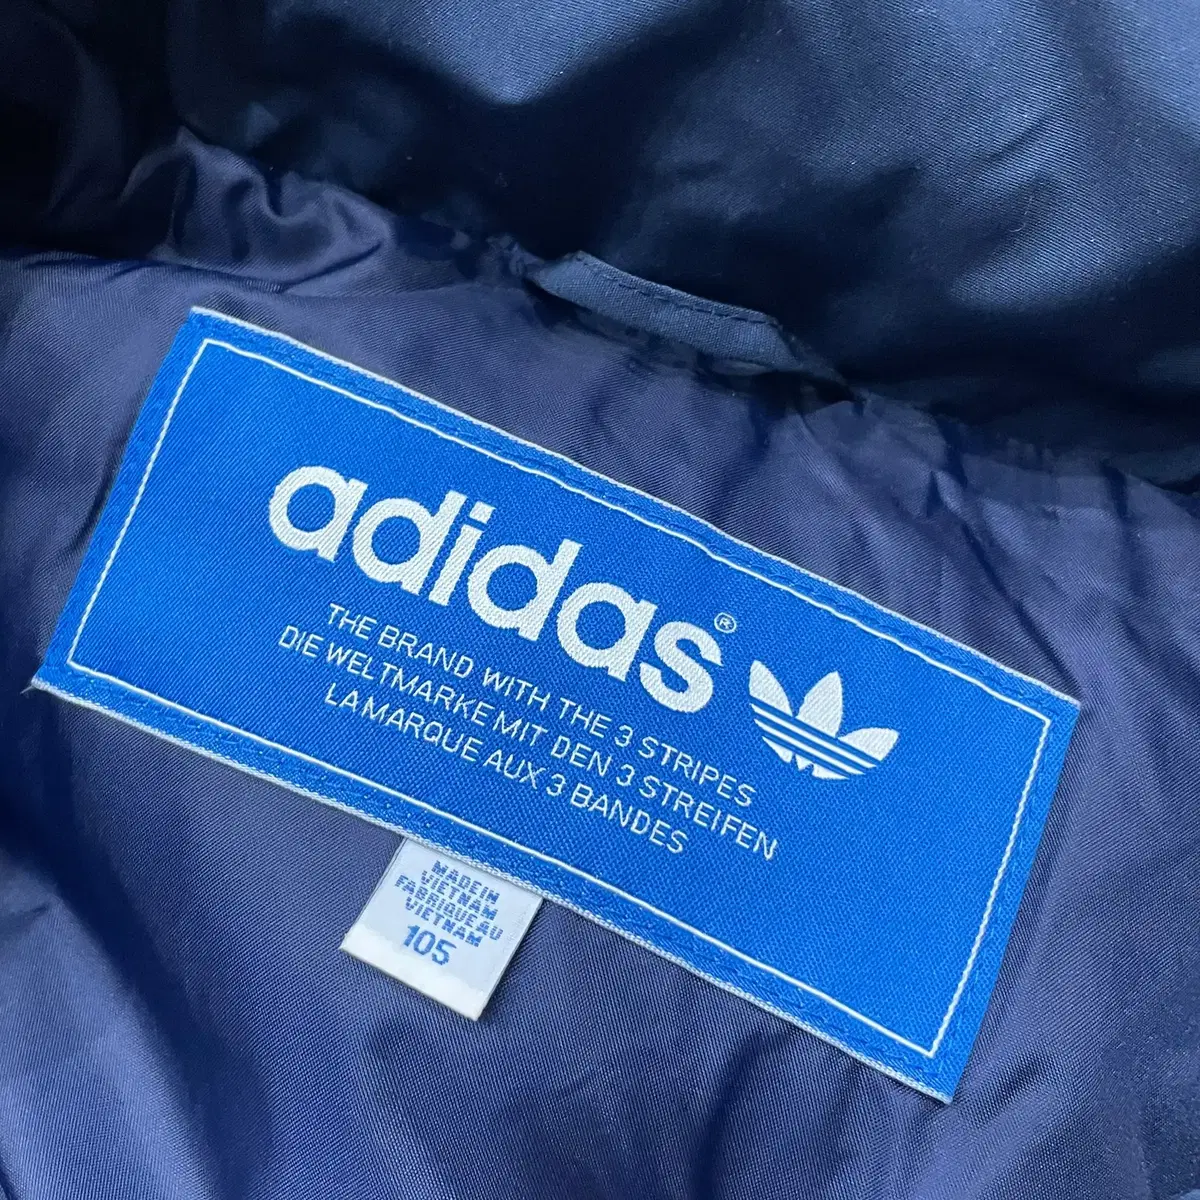 adidas®
THE BRAND WITH THE 3 STRIPES
DIE WELTMARKE MIT DEN 3 STREIFEN
LA MARQUE AUX 3 BANDES
MADE IN
VIETNAM
FABRIQUE AU
VIETNAM
105